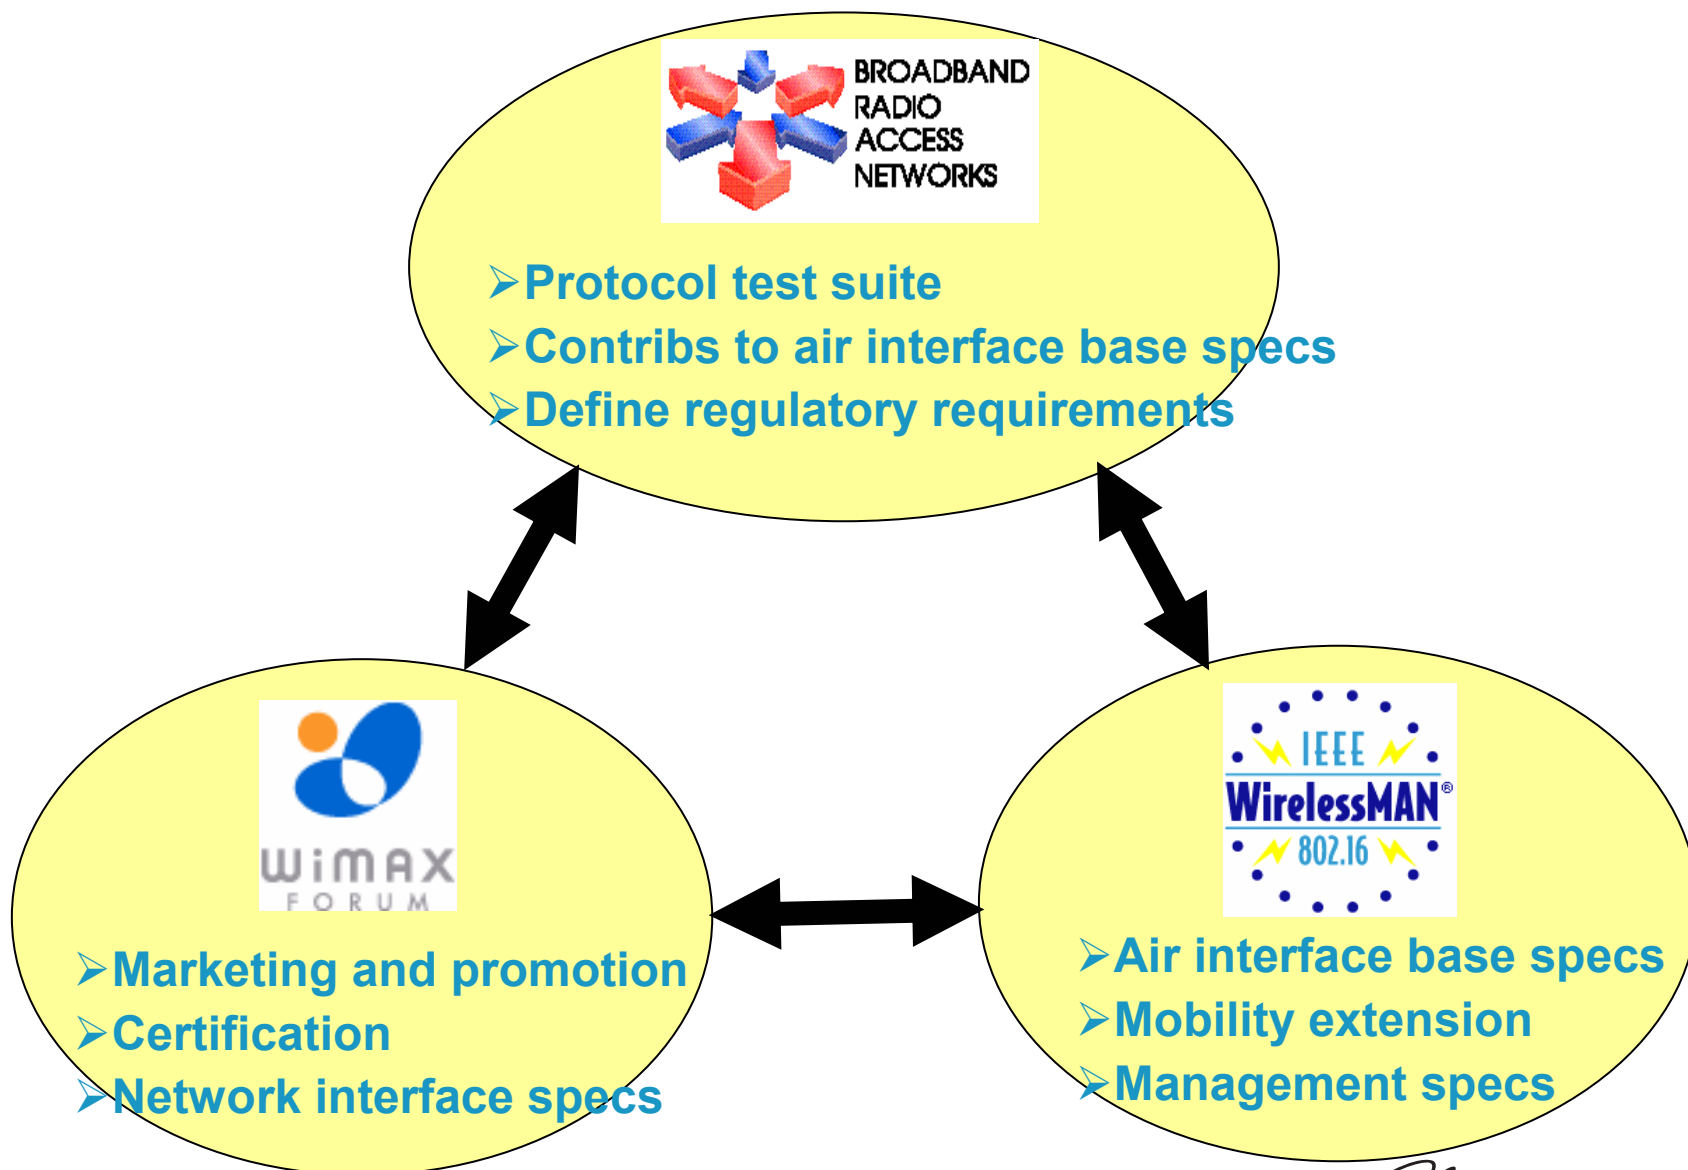 BROADBAND
RADIO
ACCESS
NETWORKS
➢Protocol test suite
➢Contribs to air interface base specs
➢Define regulatory requirements
WiMAX
FORUM
➢Marketing and promotion
➢Certification
➢Network interface specs
IEEE
WirelessMAN®
802.16
➢Air interface base specs
➢Mobility extension
➢Management specs